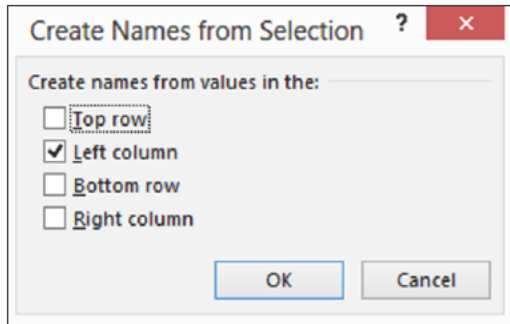 Create Names from Selection ? ×
Create names from values in the:
Top row
Left column
Bottom row
Right column
OK Cancel